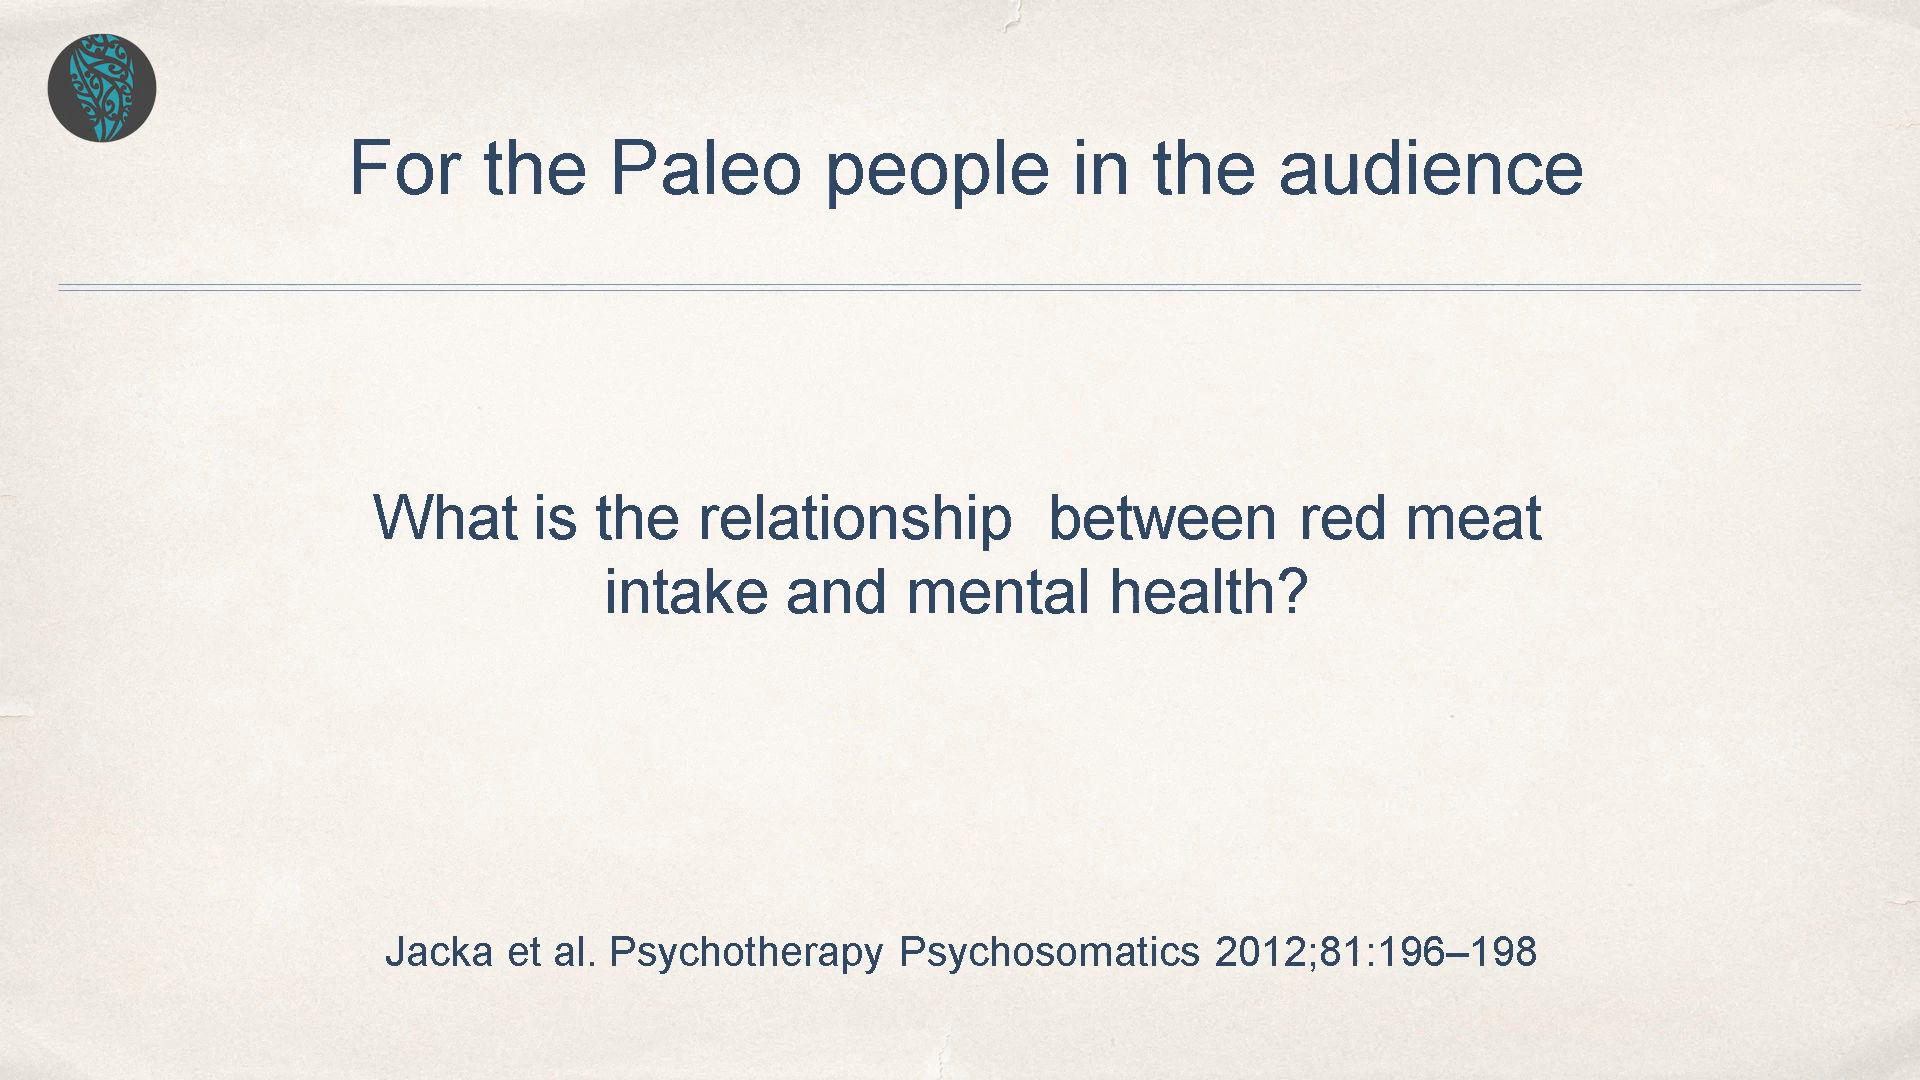 For the Paleo people in the audience
What is the relationship  between red meat
intake and mental health?
Jacka et al. Psychotherapy Psychosomatics 2012;81:196–198